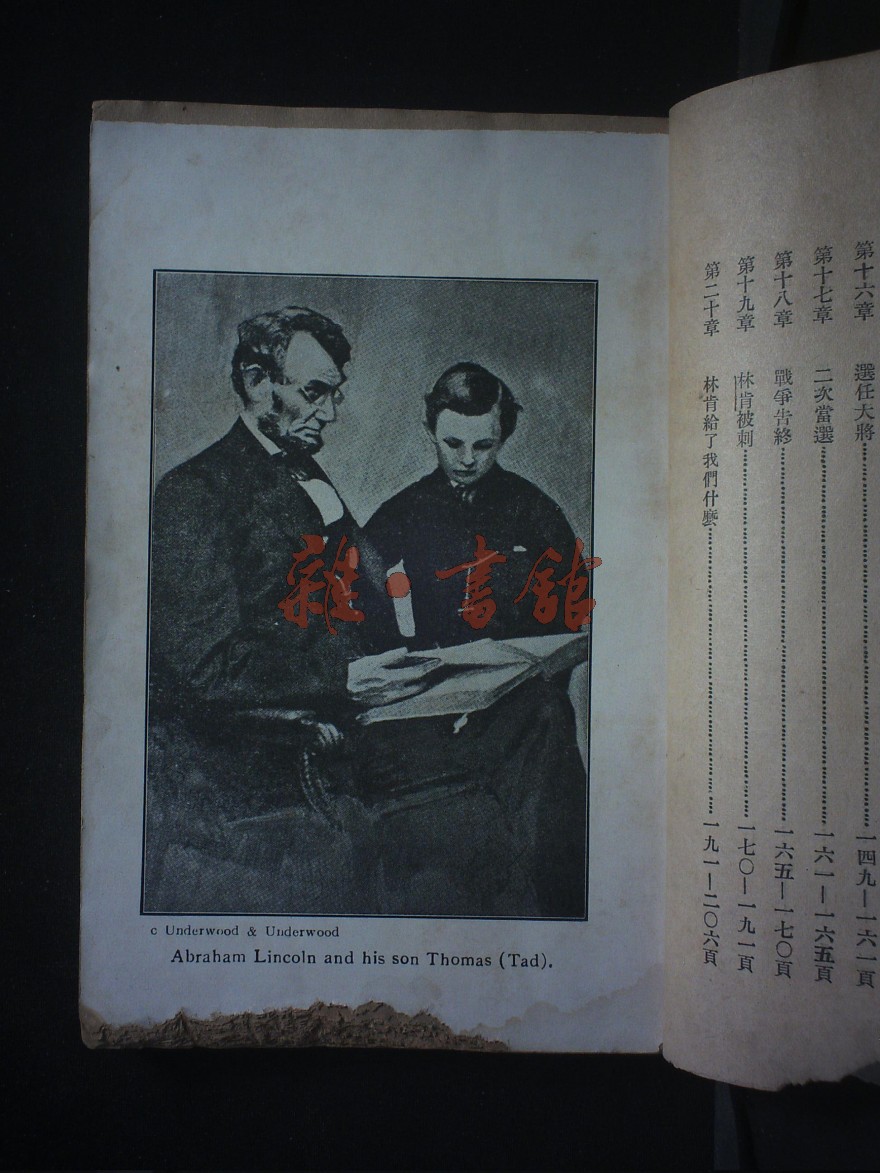 第十六章 選任大將……一四九—一六一頁
第十七章 二次當選……一六一—一六五頁
第十八章 戰爭告終……一六五—一七〇頁
第十九章 林肯被刺……一七〇—一九一頁
第二十章 林肯給了我們什麼……一九一—二〇六頁
雜·書館
c Underwood & Underwood
Abraham Lincoln and his son Thomas (Tad).